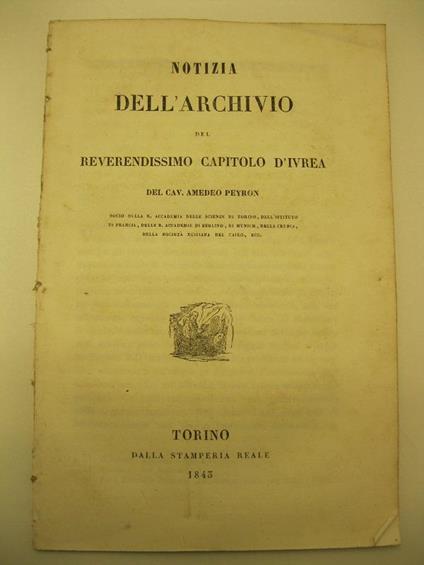 NOTIZIA
DELL'ARCHIVIO
DEL
REVERENDISSIMO CAPITOLO D'IVREA
DEL CAV. AMEDEO PEYRON
SOCIO DELLA R. ACCADEMIA DELLE SCIENZE DI TORINO, DELL'ISTITUTO
DI FRANCIA, DELLE R. ACCADEMIE DI BERLINO, DI MUNICH, DELLA CRUSCA,
DELLA SOCIETÀ EGIZIANA DEL CAIRO, ECC.
TORINO
DALLA STAMPERIA REALE
1843